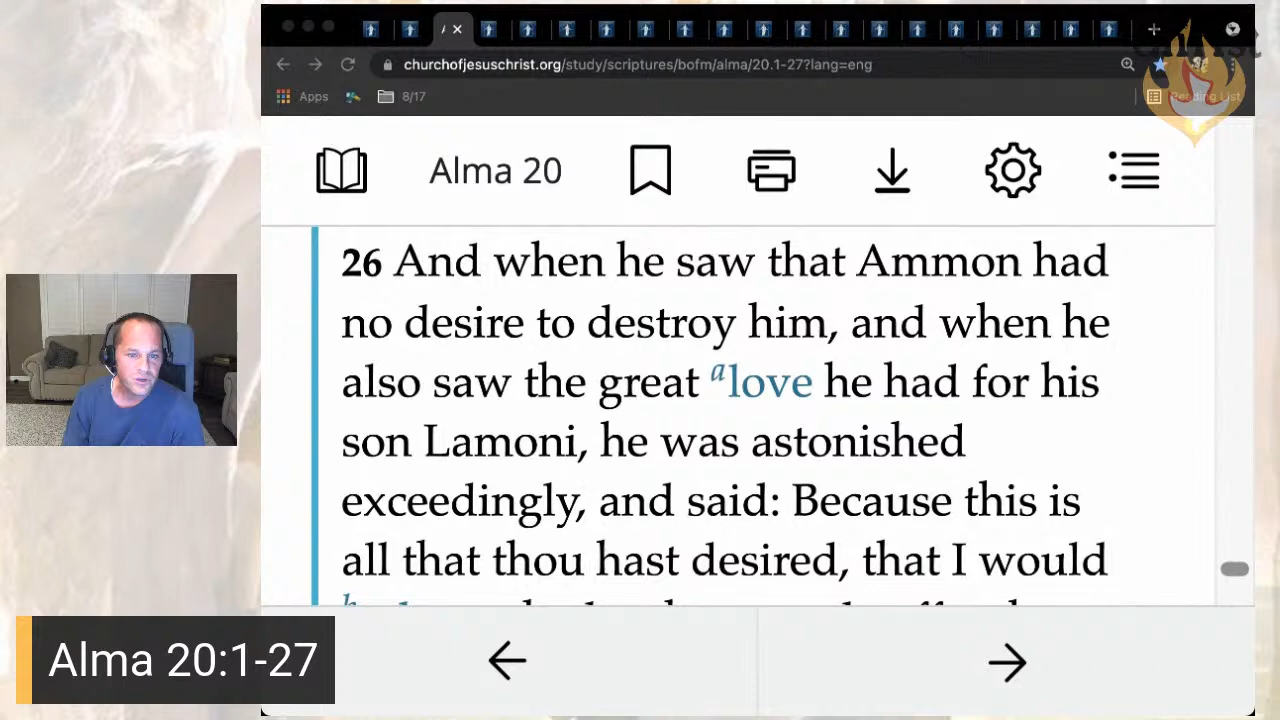 churchofjesuschrist.org/study/scriptures/bofm/alma/20.1-27?lang=eng
Apps
8/17
Reading List
Alma 20
26 And when he saw that Ammon had
no desire to destroy him, and when he
also saw the great a love he had for his
son Lamoni, he was astonished
exceedingly, and said: Because this is
all that thou hast desired, that I would
Alma 20:1-27